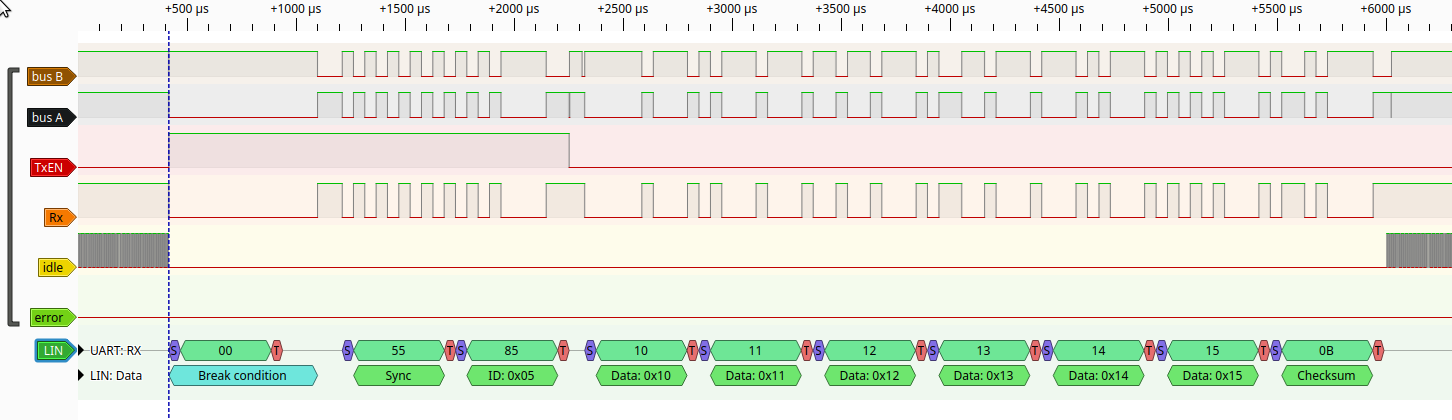 +500 µs +1000 µs +1500 µs +2000 µs +2500 µs +3000 µs +3500 µs +4000 µs +4500 µs +5000 µs +5500 µs +6000 µs
bus B
bus A
TxEN
Rx
idle
error
LIN UART: RX S 00 T S 55 T S 85 T S 10 T S 11 T S 12 T S 13 T S 14 T S 15 T S 0B T
LIN: Data Break condition Sync ID: 0x05 Data: 0x10 Data: 0x11 Data: 0x12 Data: 0x13 Data: 0x14 Data: 0x15 Checksum